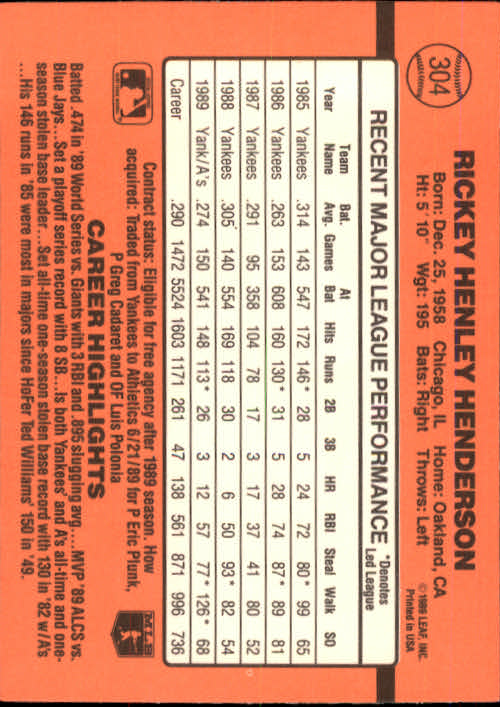 304
RICKEY HENLEY HENDERSON
Born: Dec. 25, 1958 Chicago, IL Home: Oakland, CA
Ht: 5' 10" Wgt: 195 Bats: Right Throws: Left
© 1989 LEAF, INC.
Printed in USA
RECENT MAJOR LEAGUE PERFORMANCE *Denotes Led League
Year Team Name Bat. Avg. Games At Bat Hits Runs 2B 3B HR RBI Steal Walk SO
1985 Yankees .314 143 547 172 146* 28 5 24 72 80* 99 65
1986 Yankees .263 153 608 160 130* 31 5 28 74 87* 89 81
1987 Yankees .291 95 358 104 78 17 3 17 37 41 80 52
1988 Yankees .305 140 554 169 118 30 2 6 50 93* 82 54
1989 Yank/A's .274 150 541 148 113* 26 3 12 57 77* 126* 68
Career .290 1472 5524 1603 1171 261 47 138 561 871 996 736
Contract status: Eligible for free agency after 1989 season. How
acquired: Traded from Yankees to Athletics 6/21/89 for P Eric Plunk,
P Greg Cadaret and OF Luis Polonia
MLB
CAREER HIGHLIGHTS
Batted .474 in '89 World Series vs. Giants with 3 RBI and .895 slugging avg. ... MVP '89 ALCS vs.
Blue Jays...Set a playoff series record with 8 SB...Is both Yankees' and A's all-time and one-
season stolen base leader...Set all-time one-season stolen base record with 130 in '82 w/A's
...His 146 runs in '85 were most in majors since HoFer Ted Williams' 150 in '49.